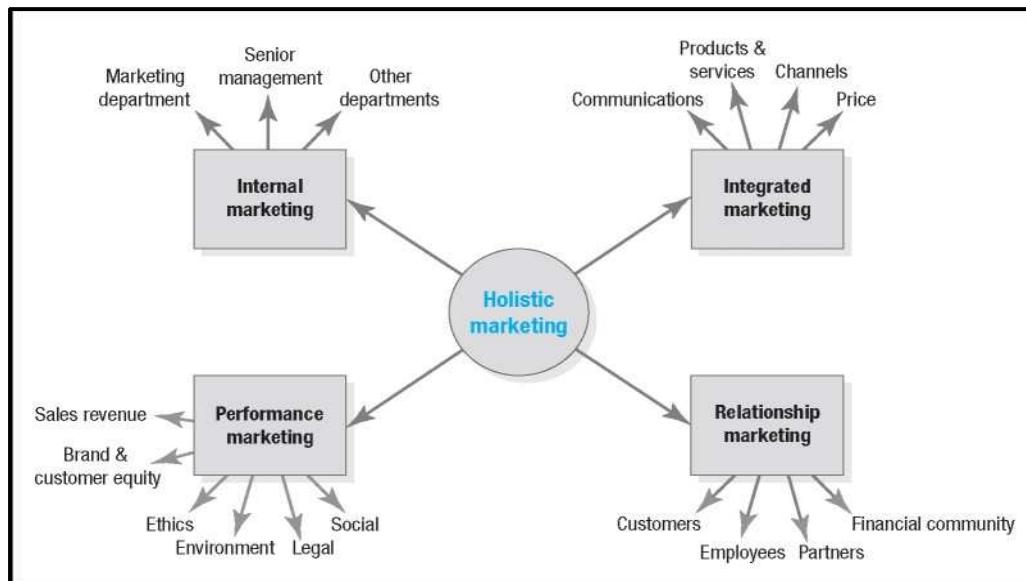 Marketing
department
Senior
management
Other
departments
Internal
marketing
Communications
Products &
services
Channels
Price
Integrated
marketing
Holistic
marketing
Sales revenue
Brand &
customer equity
Performance
marketing
Ethics
Environment
Legal
Social
Relationship
marketing
Customers
Employees
Partners
Financial community